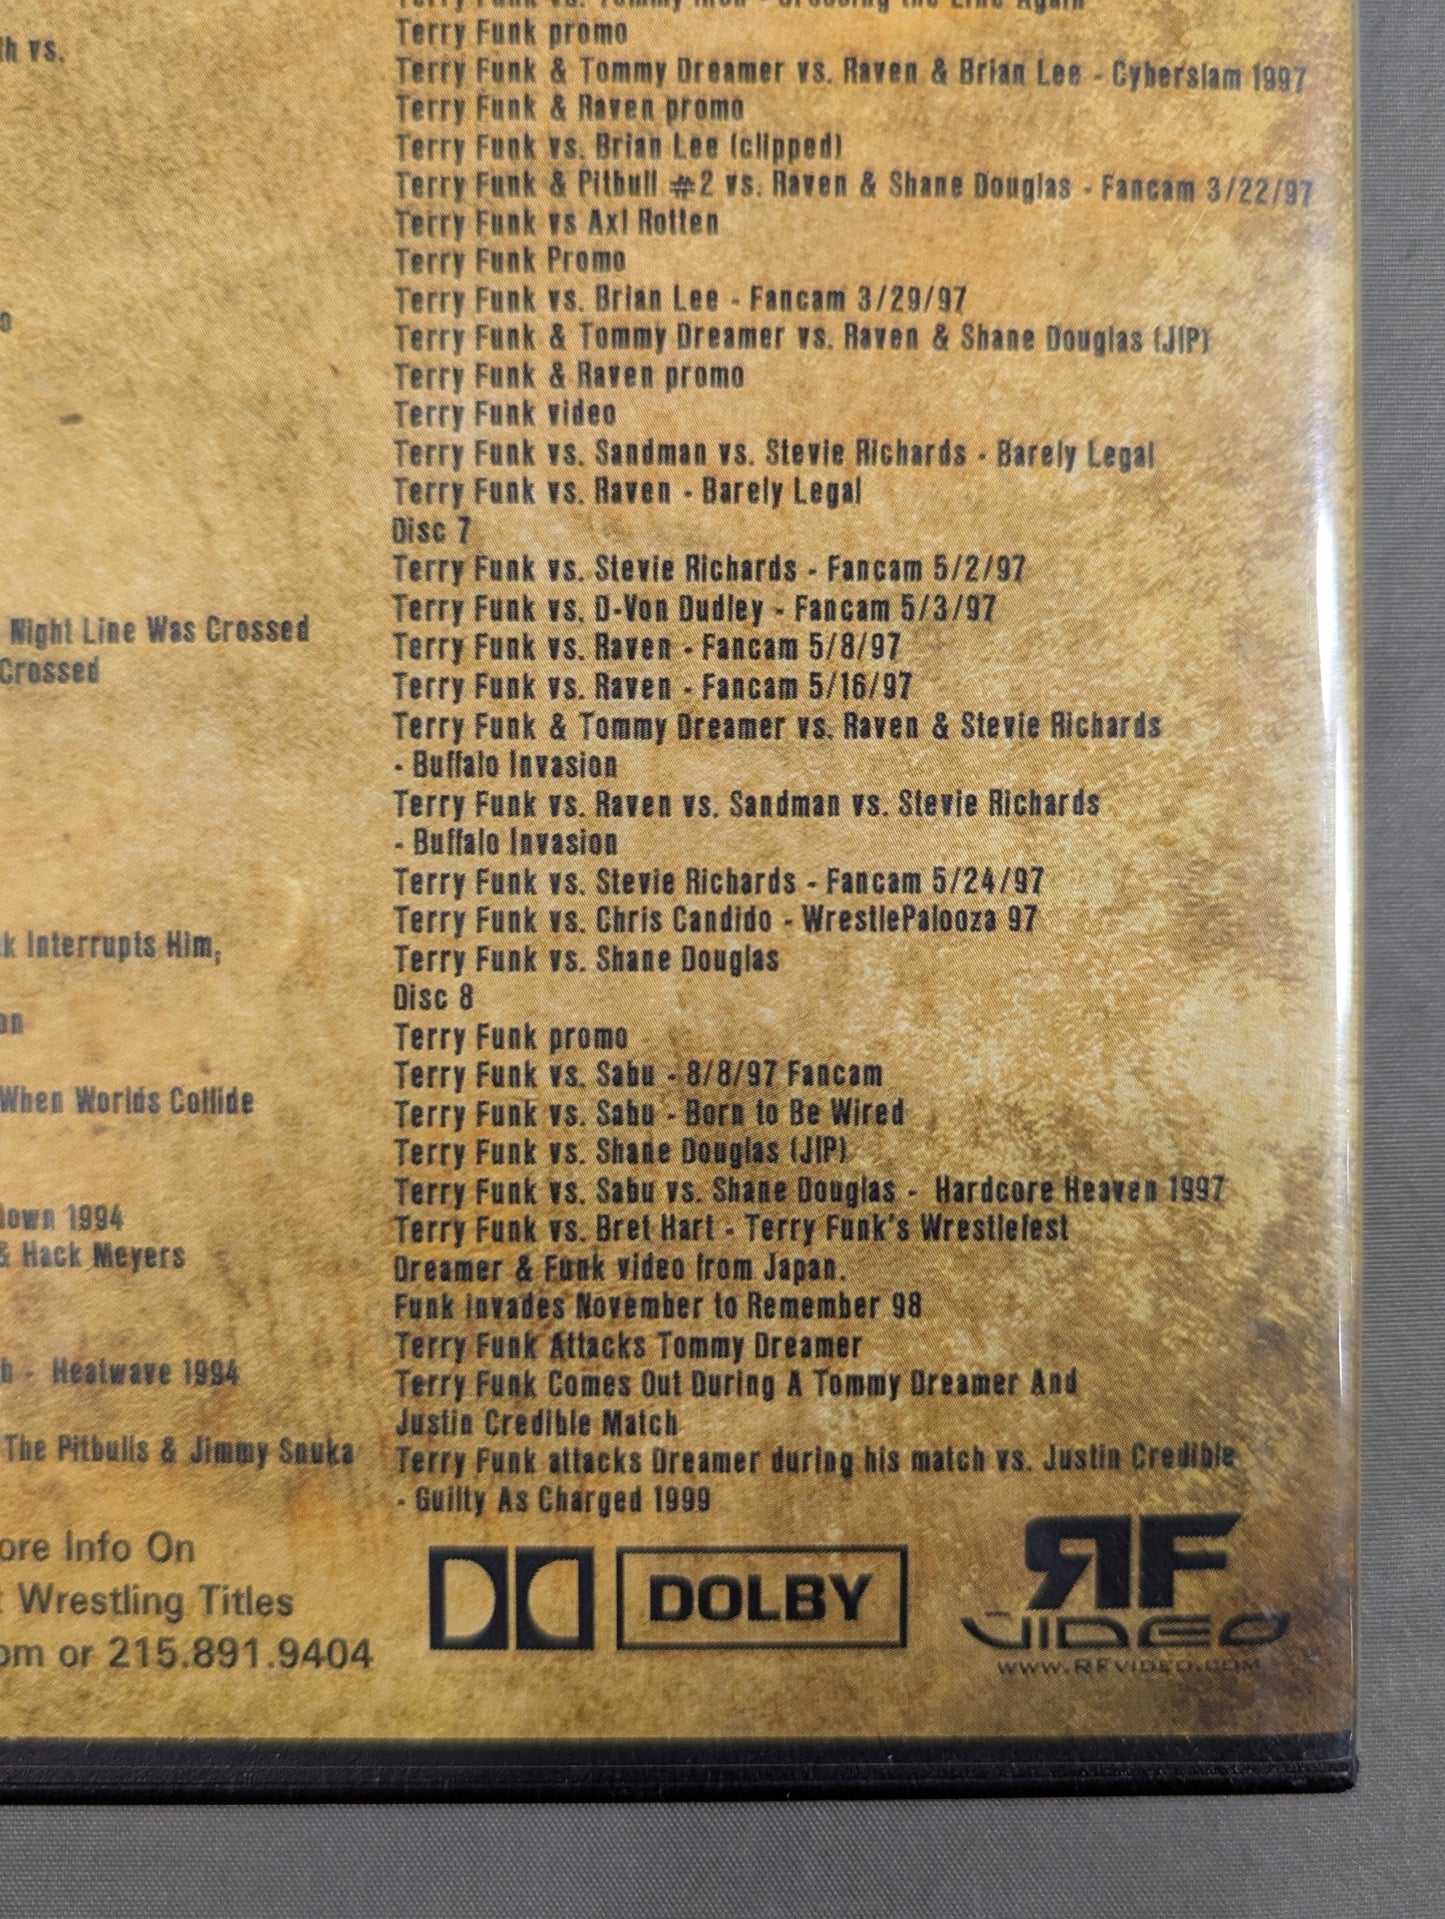 th vs.
o
Night Line Was Crossed
Crossed
k Interrupts Him,
on
When Worlds Collide
down 1994
& Hack Meyers
h - Heatwave 1994
The Pitbulls & Jimmy Snuka
ore Info On
t Wrestling Titles
om or 215.891.9404
Terry Funk vs. Tommy - Crossing the Line Again
Terry Funk promo
Terry Funk & Tommy Dreamer vs. Raven & Brian Lee - Cyberslam 1997
Terry Funk & Raven promo
Terry Funk vs. Brian Lee (clipped)
Terry Funk & Pitbull #2 vs. Raven & Shane Douglas - Fancam 3/22/97
Terry Funk vs Axl Rotten
Terry Funk Promo
Terry Funk vs. Brian Lee - Fancam 3/29/97
Terry Funk & Tommy Dreamer vs. Raven & Shane Douglas (JIP)
Terry Funk & Raven promo
Terry Funk video
Terry Funk vs. Sandman vs. Stevie Richards - Barely Legal
Terry Funk vs. Raven - Barely Legal
Disc 7
Terry Funk vs. Stevie Richards - Fancam 5/2/97
Terry Funk vs. D-Von Dudley - Fancam 5/3/97
Terry Funk vs. Raven - Fancam 5/8/97
Terry Funk vs. Raven - Fancam 5/16/97
Terry Funk & Tommy Dreamer vs. Raven & Stevie Richards
- Buffalo Invasion
Terry Funk vs. Raven vs. Sandman vs. Stevie Richards
- Buffalo Invasion
Terry Funk vs. Stevie Richards - Fancam 5/24/97
Terry Funk vs. Chris Candido - WrestlePalooza 97
Terry Funk vs. Shane Douglas
Disc 8
Terry Funk promo
Terry Funk vs. Sabu - 8/8/97 Fancam
Terry Funk vs. Sabu - Born to Be Wired
Terry Funk vs. Shane Douglas (JIP)
Terry Funk vs. Sabu vs. Shane Douglas - Hardcore Heaven 1997
Terry Funk vs. Bret Hart - Terry Funk's Wrestlefest
Dreamer & Funk video from Japan.
Funk invades November to Remember 98
Terry Funk Attacks Tommy Dreamer
Terry Funk Comes Out During A Tommy Dreamer And
Justin Credible Match
Terry Funk attacks Dreamer during his match vs. Justin Credible
- Guilty As Charged 1999
DOLBY
RF
VIDEO
WWW.RFVIDEO.COM